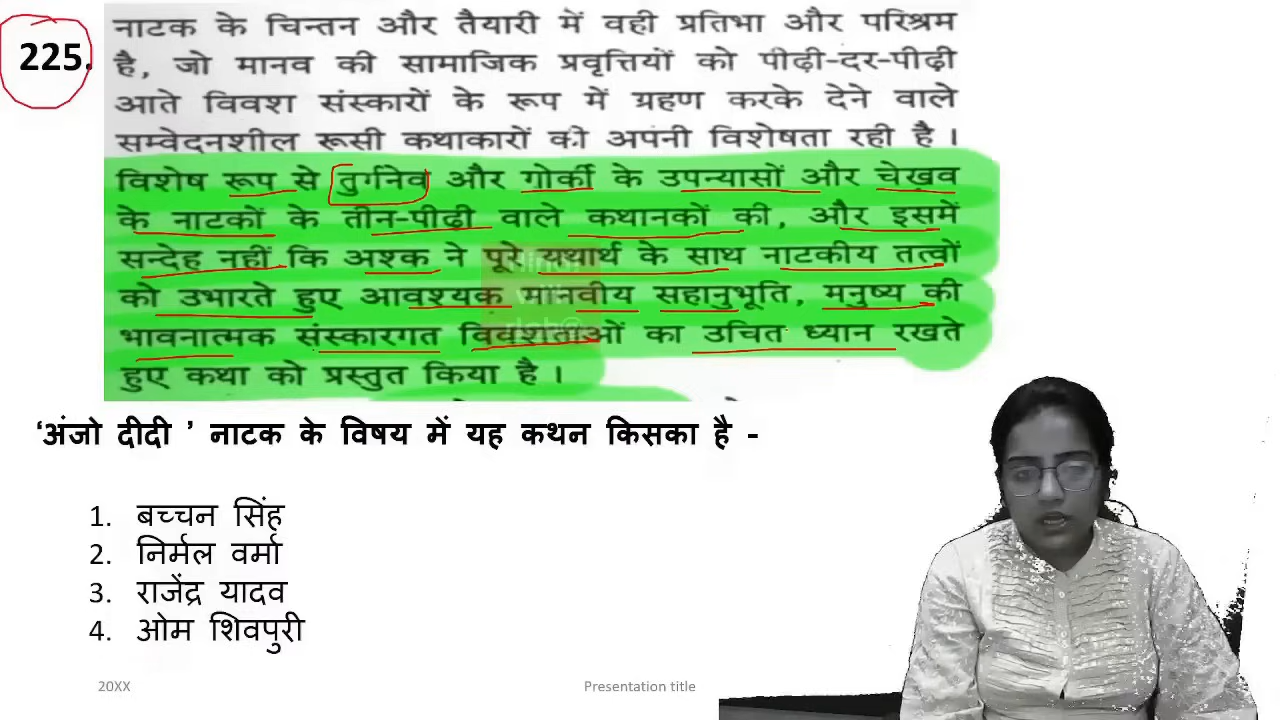 225.
नाटक के चिन्तन और तैयारी में वही प्रतिभा और परिश्रम
है, जो मानव की सामाजिक प्रवृत्तियों को पीढ़ी-दर-पीढ़ी
आते विवश संस्कारों के रूप में ग्रहण करके देने वाले
सम्वेदनशील रूसी कथाकारों की अपनी विशेषता रही है ।
विशेष रूप से तुर्गनेव और गोर्की के उपन्यासों और चेखव
के नाटकों के तीन-पीढ़ी वाले कथानकों की, और इसमें
सन्देह नहीं कि अश्क ने पूरे यथार्थ के साथ नाटकीय तत्वों
को उभारते हुए आवश्यक मानवीय सहानुभूति, मनुष्य की
भावनात्मक संस्कारगत विवशताओं का उचित ध्यान रखते
हुए कथा को प्रस्तुत किया है ।
‘अंजो दीदी ’ नाटक के विषय में यह कथन किसका है -
1. बच्चन सिंह
2. निर्मल वर्मा
3. राजेंद्र यादव
4. ओम शिवपुरी
20XX
Presentation title